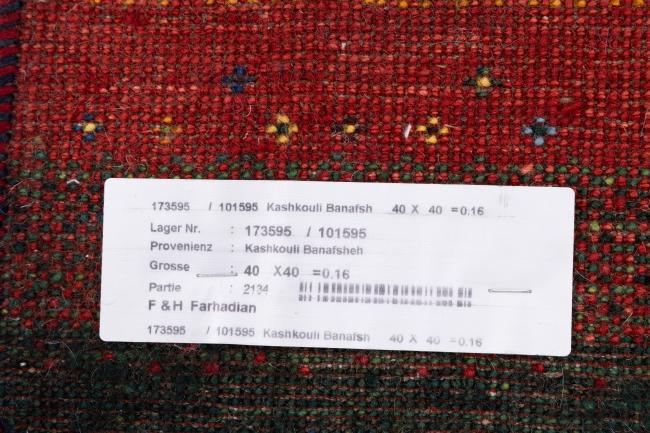 173595 / 101595 Kashkouli Banafsh 40 X 40 =0.16
Lager Nr. : 173595 / 101595
Provenienz : Kashkouli Banafsheh
Grosse : 40 X40 =0.16
Partie : 2134
F & H Farhadian
173595 / 101595 Kashkouli Banafsh 40 X 40 =0.16